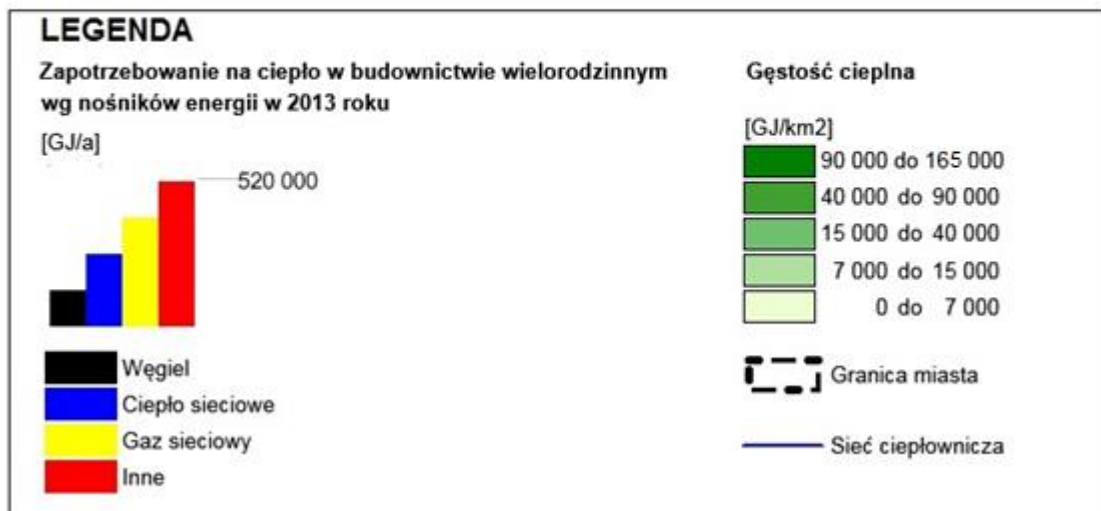 LEGENDA
Zapotrzebowanie na ciepło w budownictwie wielorodzinnym
wg nośników energii w 2013 roku
[GJ/a]
520 000
Węgiel
Ciepło sieciowe
Gaz sieciowy
Inne
Gęstość cieplna
[GJ/km2]
90 000 do 165 000
40 000 do 90 000
15 000 do 40 000
7 000 do 15 000
0 do 7 000
Granica miasta
Sieć ciepłownicza